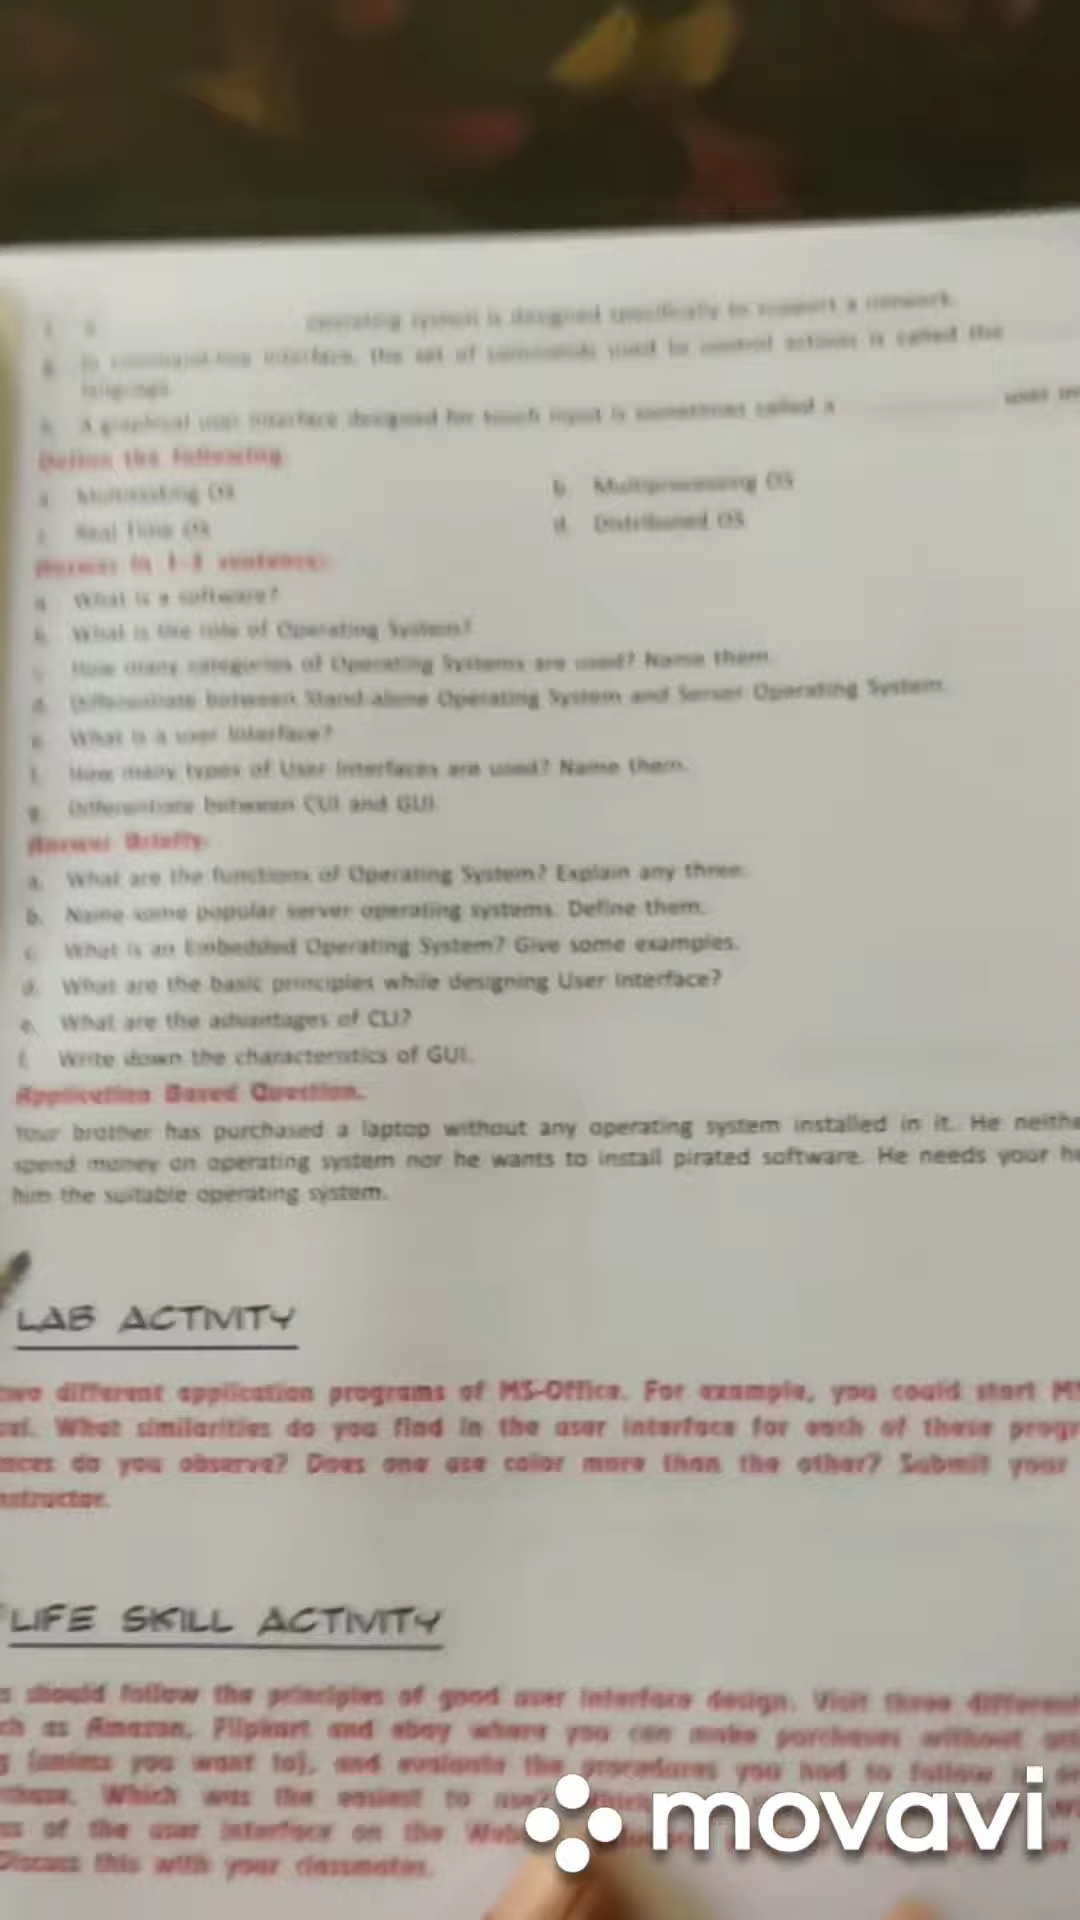 operating system is designed specifically to support a network.
In command-line interface, the set of commands used to control actions is called the
language.
h. A graphical user interface designed for touch input is sometimes called a ____________ user
Define the following.
a. Multitasking OS
b. Multiprocessing OS
c. Real Time OS
d. Distributed OS
Answer in 1-2 sentences.
a. What is a software?
b. What is the role of Operating System?
c. How many categories of Operating Systems are used? Name them.
d. Differentiate between Stand-alone Operating System and Server Operating System.
e. What is a user Interface?
f. How many types of User Interfaces are used? Name them.
g. Differentiate between CUI and GUI.
Answer Briefly.
a. What are the functions of Operating System? Explain any three.
b. Name some popular server operating systems. Define them.
c. What is an Embedded Operating System? Give some examples.
d. What are the basic principles while designing User Interface?
e. What are the advantages of CLI?
f. Write down the characteristics of GUI.
Application Based Question.
Your brother has purchased a laptop without any operating system installed in it. He neithe
spend money on operating system nor he wants to install pirated software. He needs your he
him the suitable operating system.
LAB ACTIVITY
two different application programs of MS-Office. For example, you could start MS
What similarities do you find in the user interface for each of these progr
do you observe? Does one use color more than the other? Submit your
nstructor.
LIFE SKILL ACTIVITY
s should follow the principles of good user interface design. Visit three different
ch as Amazon, Flipkart and ebay where you can make purchases without
g (unless you want to), and evaluate the procedures you had to follow
Which was the easiest to use?
ss of the user interface on the
Discuss this with your classmates.
movavi